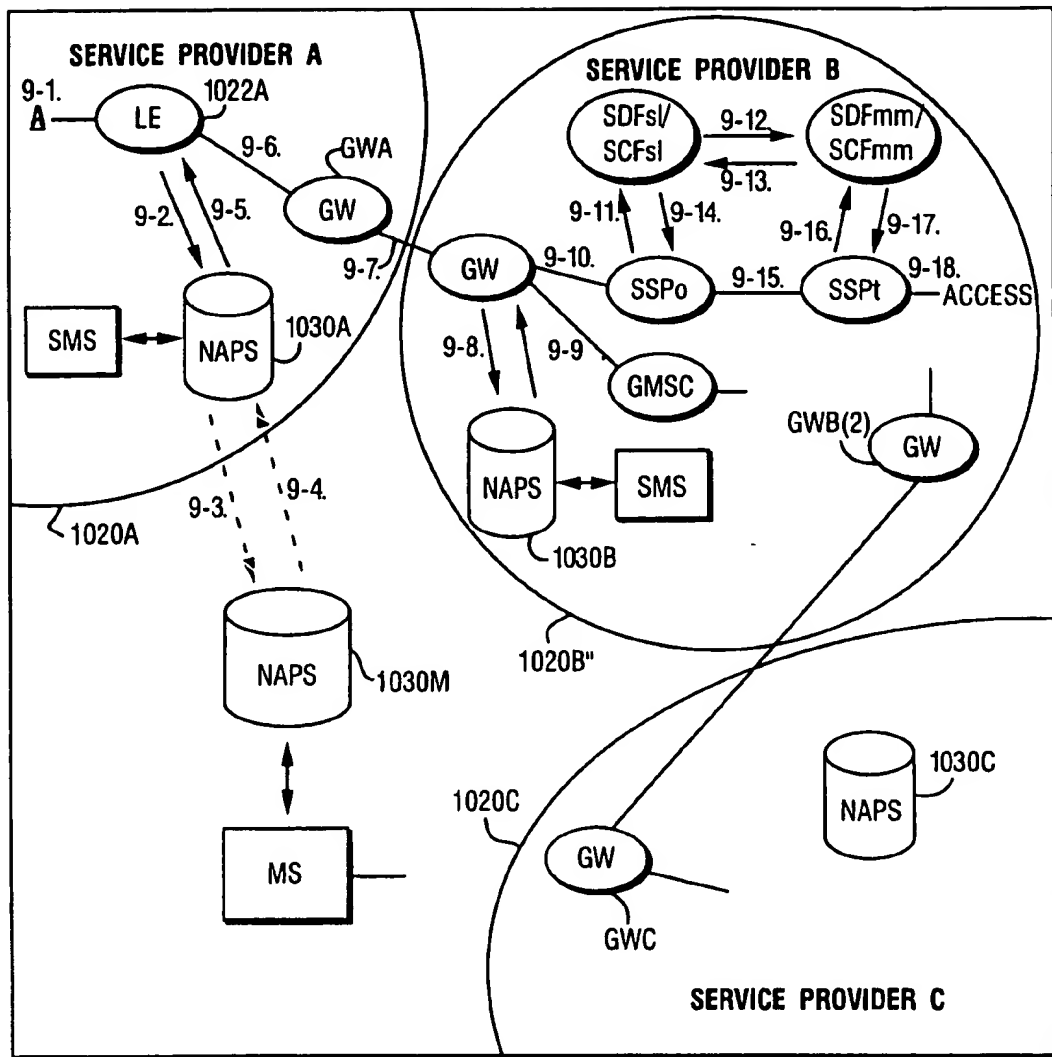 SERVICE PROVIDER A
9-1.
A
LE
1022A
9-6.
GWA
GW
9-2.
9-5.
9-7.
SMS
NAPS
1030A
9-3.
9-4.
1020A
NAPS
1030M
MS
SERVICE PROVIDER B
SDFsl/
SCFsl
9-12.
SDFmm/
SCFmm
9-13.
9-11.
9-14.
9-16.
9-17.
GW
9-10.
SSPo
9-15.
SSPt
9-18.
ACCESS
9-8.
9-9
GMSC
GWB(2)
GW
NAPS
SMS
1030B
1020B"
1020C
GW
GWC
1030C
NAPS
SERVICE PROVIDER C